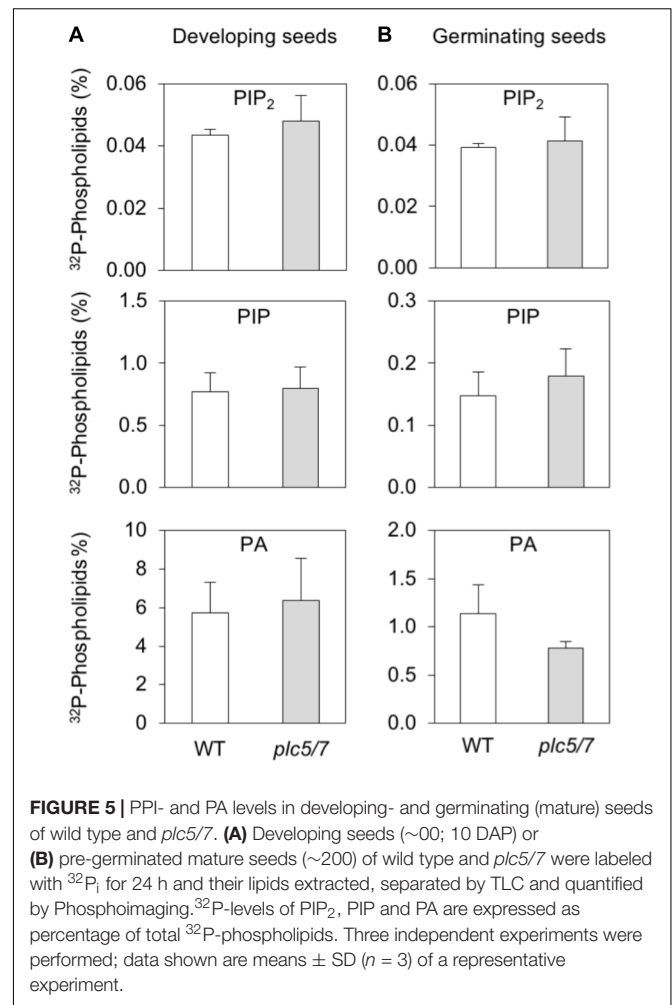 A Developing seeds
B Germinating seeds
³²P-Phospholipids (%)
0.06
0.04
0.02
0.00
PIP₂
0.06
0.04
0.02
0.00
PIP₂
³²P-Phospholipids (%)
1.5
1.0
0.5
0.0
PIP
0.3
0.2
0.1
0.0
PIP
³²P-Phospholipids%)
10
8
6
4
2
0
PA
2.0
1.5
1.0
0.5
0.0
PA
WT plc5/7
WT plc5/7
FIGURE 5 | PPI- and PA levels in developing- and germinating (mature) seeds
of wild type and plc5/7. (A) Developing seeds (~00; 10 DAP) or
(B) pre-germinated mature seeds (~200) of wild type and plc5/7 were labeled
with ³²Pᵢ for 24 h and their lipids extracted, separated by TLC and quantified
by Phosphoimaging.³²P-levels of PIP₂, PIP and PA are expressed as
percentage of total ³²P-phospholipids. Three independent experiments were
performed; data shown are means ± SD (n = 3) of a representative
experiment.